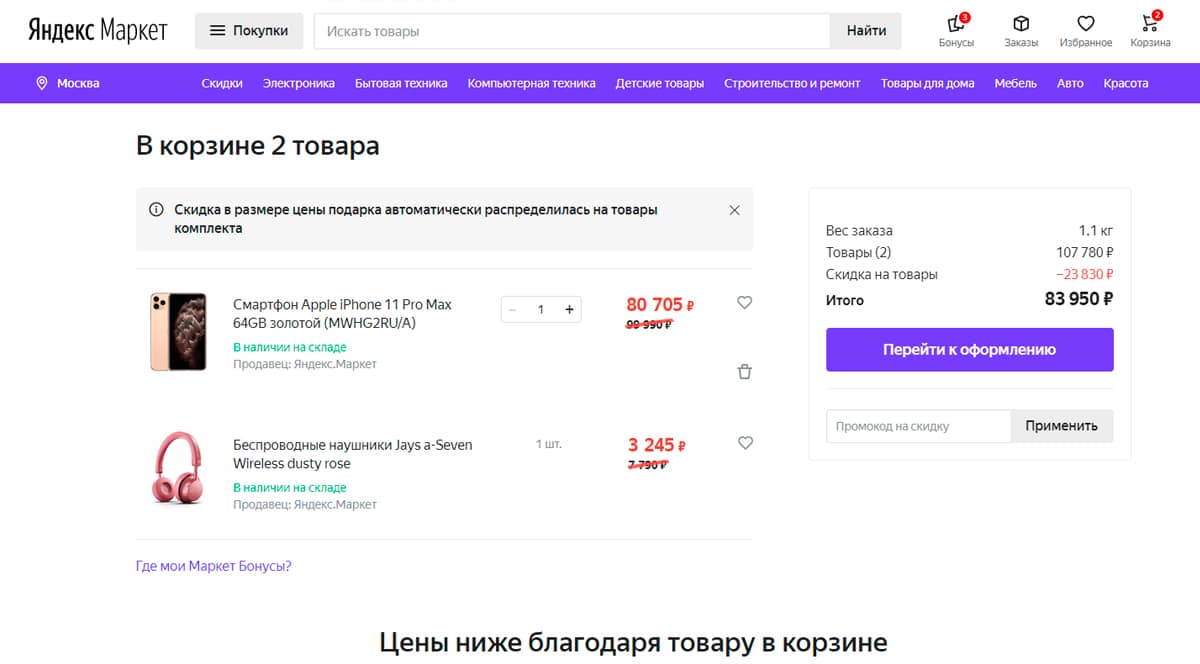 Яндекс Маркет
Покупки
Искать товары
Найти
3
Бонусы
Заказы
Избранное
2
Корзина
Москва
Скидки
Электроника
Бытовая техника
Компьютерная техника
Детские товары
Строительство и ремонт
Товары для дома
Мебель
Авто
Красота
В корзине 2 товара
Скидка в размере цены подарка автоматически распределилась на товары
комплекта
Смартфон Apple iPhone 11 Pro Max
64GB золотой (MWHG2RU/A)
В наличии на складе
Продавец: Яндекс.Маркет
– 1 +
80 705 ₽
99 990 ₽
Беспроводные наушники Jays a-Seven
Wireless dusty rose
В наличии на складе
Продавец: Яндекс.Маркет
1 шт.
3 245 ₽
7 790 ₽
Где мои Маркет Бонусы?
Вес заказа 1.1 кг
Товары (2) 107 780 ₽
Скидка на товары −23 830 ₽
Итого 83 950 ₽
Перейти к оформлению
Промокод на скидку
Применить
Цены ниже благодаря товару в корзине